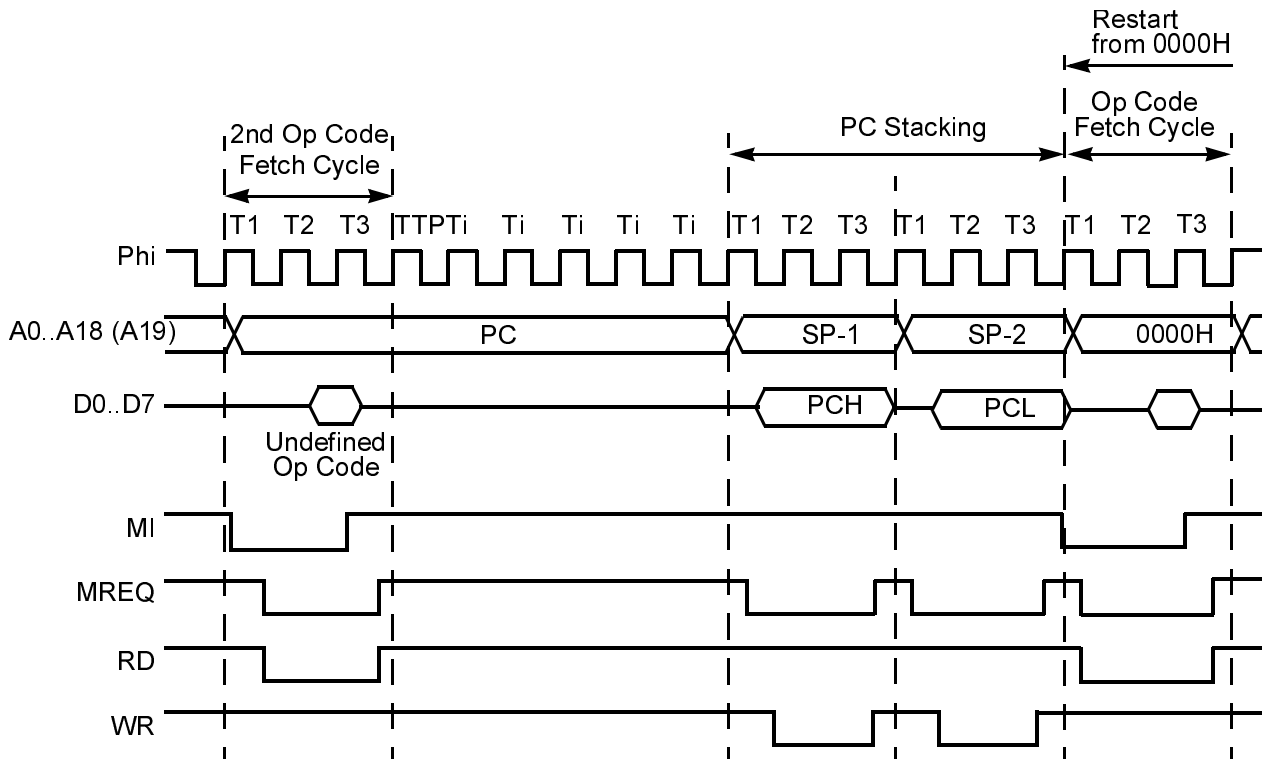 Restart
from 0000H
2nd Op Code
Fetch Cycle
PC Stacking
Op Code
Fetch Cycle
T1 T2 T3 TTPTi Ti Ti Ti Ti T1 T2 T3 T1 T2 T3 T1 T2 T3
Phi
A0..A18 (A19) PC SP-1 SP-2 0000H
D0..D7 PCH PCL
Undefined
Op Code
MI
MREQ
RD
WR